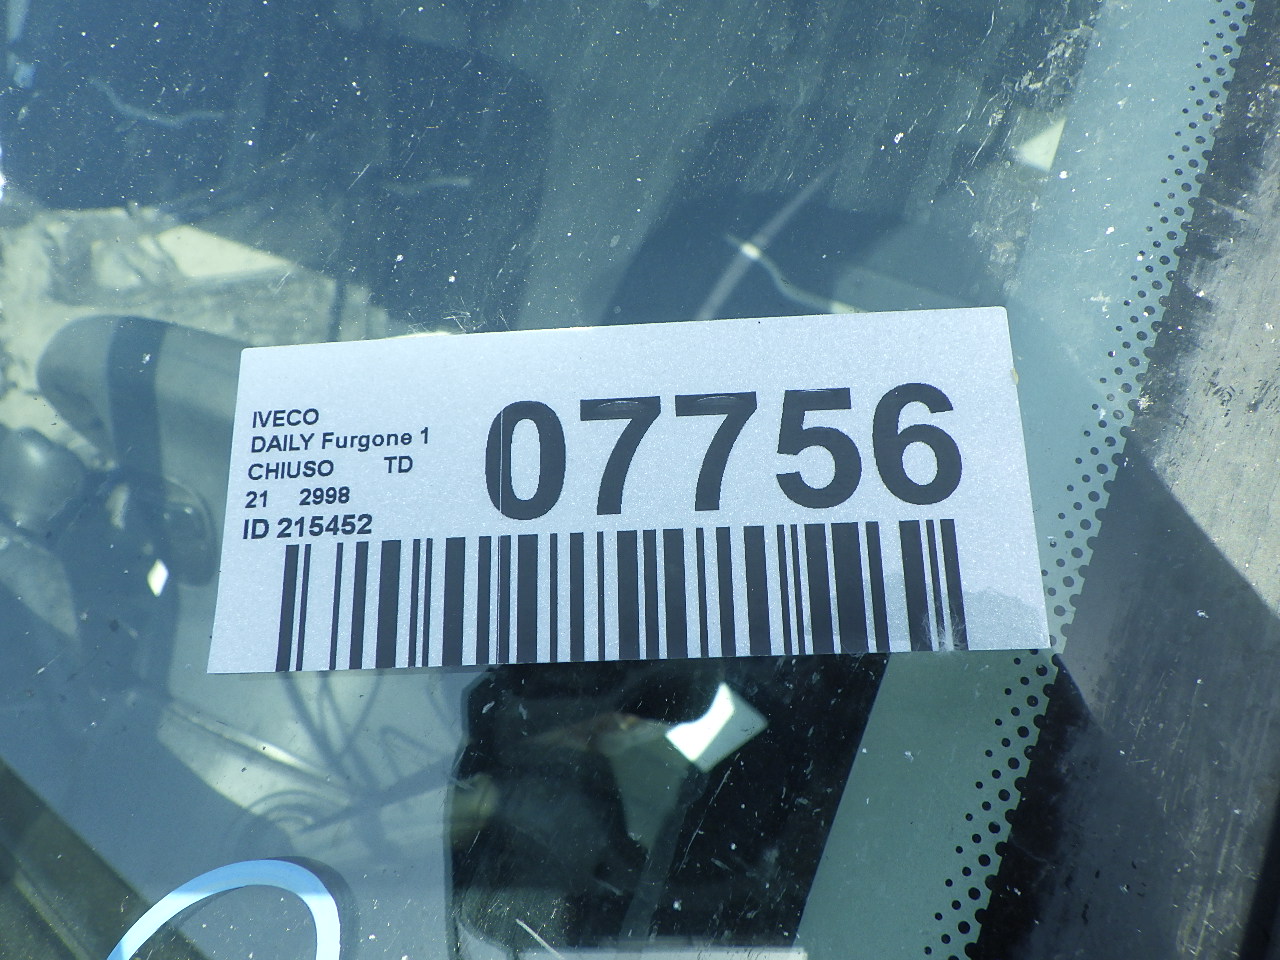 IVECO
DAILY Furgone 1
CHIUSO TD
21 2998
ID 215452
07756